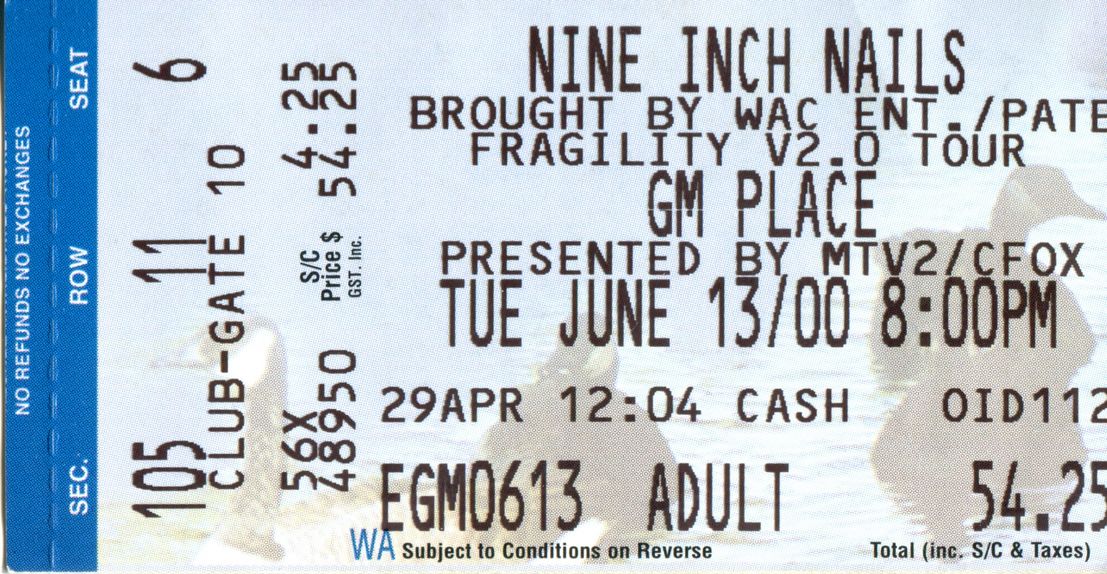 NO REFUNDS NO EXCHANGES
SEC. ROW SEAT
105 11 6
CLUB-GATE 10
S/C 4.25
Price $ 54.25
GST. Inc.
56X
48950
NINE INCH NAILS
BROUGHT BY WAC ENT./PATE
FRAGILITY V2.0 TOUR
GM PLACE
PRESENTED BY MTV2/CFOX
TUE JUNE 13/00 8:00PM
29APR 12:04 CASH OID112
EGM0613 ADULT 54.25
WA Subject to Conditions on Reverse Total (inc. S/C & Taxes)